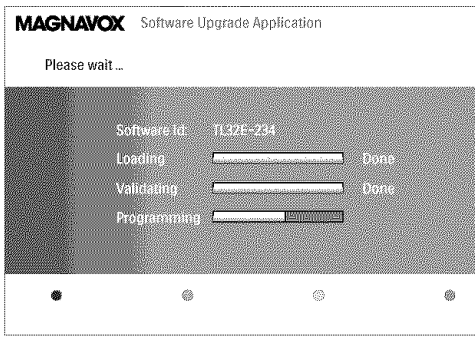 MAGNAVOX Software Upgrade Application
Please wait ...
Software Id: TL32E-234
Loading Done
Validating Done
Programming